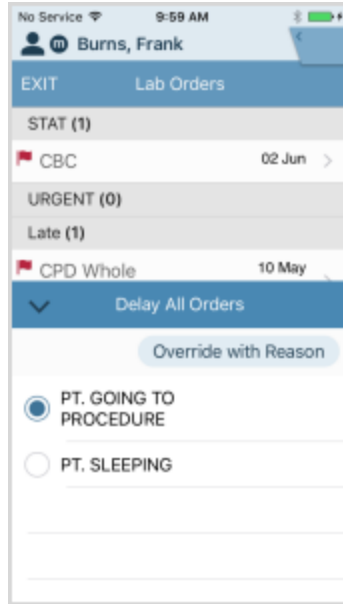 No Service 9:59 AM
m Burns, Frank
EXIT Lab Orders
STAT (1)
CBC 02 Jun
URGENT (0)
Late (1)
CPD Whole 10 May
Delay All Orders
Override with Reason
PT. GOING TO
PROCEDURE
PT. SLEEPING